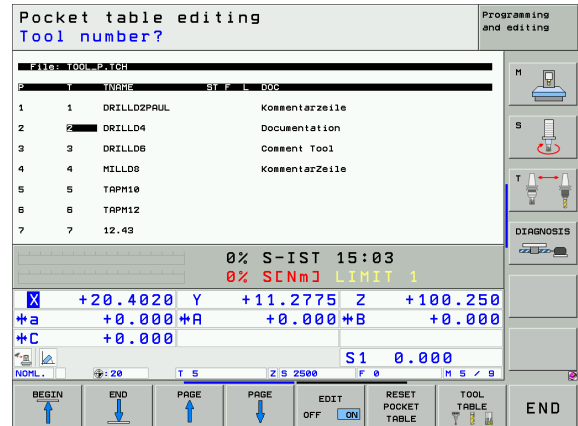 Pocket table editing
Tool number?
Programming
and editing
File: TOOL_P.TCH
P T TNAME ST F L DOC
1 1 DRILLD2PAUL Kommentarzeile
2 2 DRILLD4 Documentation
3 3 DRILLD6 Comment Tool
4 4 MILLD8 KommentarZeile
5 5 TAPM10
6 6 TAPM12
7 7 12.43
M
S
T
DIAGNOSIS
0% S-IST 15:03
0% S[Nm] LIMIT 1
X +20.4020 Y +11.2775 Z +100.250
a +0.000 A +0.000 B +0.000
C +0.000
S1 0.000
NOML. :20 T 5 Z S 2500 F 0 M 5 / 9
BEGIN
END
PAGE
PAGE
EDIT
OFF ON
RESET
POCKET
TABLE
TOOL
TABLE
END